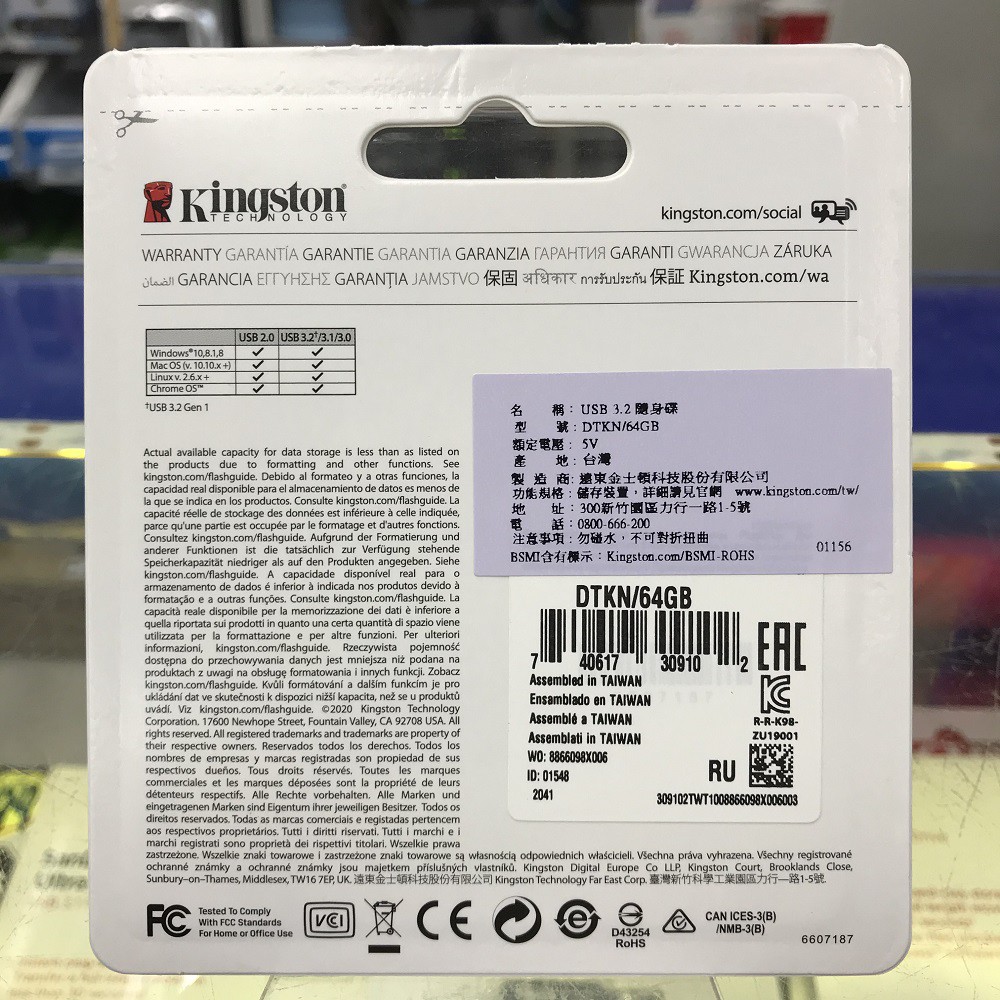 Kingston
TECHNOLOGY
kingston.com/social
WARRANTY GARANTÍA GARANTIE GARANTIA GARANZIA ГАРАНТИЯ GARANTI GWARANCJA ZÁRUKA
الضمان GARANCIA ΕΓΓΥΗΣΗΣ GARANȚIA JAMSTVO 保固 अधिकार การรับประกัน 保証 Kingston.com/wa
USB 2.0 USB 3.2†/3.1/3.0
Windows®10,8.1,8 ✓ ✓
Mac OS (v. 10.10.x +) ✓ ✓
Linux v. 2.6.x + ✓ ✓
Chrome OS™ ✓ ✓
†USB 3.2 Gen 1
名 稱：USB 3.2 隨身碟
型 號：DTKN/64GB
額定電壓：5V
產 地：台灣
製 造 商：遠東金士頓科技股份有限公司
功能規格：儲存裝置，詳細請見官網 www.kingston.com/tw/
地 址：300新竹園區力行一路1-5號
電 話：0800-666-200
注意事項：勿碰水，不可對折扭曲
BSMI含有標示：Kingston.com/BSMI-ROHS
01156
Actual available capacity for data storage is less than as listed on
the products due to formatting and other functions. See
kingston.com/flashguide. Debido al formateo y a otras funciones, la
capacidad real disponible para el almacenamiento de datos es menos de
la que se indica en los productos. Consulte kingston.com/flashguide. La
capacité réelle de stockage des données est inférieure à celle indiquée,
parce qu'une partie est occupée par le formatage et d'autres fonctions.
Consultez kingston.com/flashguide. Aufgrund der Formatierung und
anderer Funktionen ist die tatsächlich zur Verfügung stehende
Speicherkapazität niedriger als auf den Produkten angegeben. Siehe
kingston.com/flashguide. A capacidade disponível real para o
armazenamento de dados é inferior à indicada nos produtos devido à
formatação e a outras funções. Consulte kingston.com/flashguide. La
capacità reale disponibile per la memorizzazione dei dati è inferiore a
quella riportata sui prodotti in quanto una certa quantità di spazio viene
utilizzata per la formattazione e per altre funzioni. Per ulteriori
informazioni, kingston.com/flashguide. Rzeczywista pojemność
dostępna do przechowywania danych jest mniejsza niż podana na
produktach z uwagi na obsługę formatowania i innych funkcji. Zobacz
kingston.com/flashguide. Kvůli formátování a dalším funkcím je pro
ukládání dat ve skutečnosti k dispozici nižší kapacita, než se u produktů
uvádí. Viz kingston.com/flashguide. ©2020 Kingston Technology
Corporation. 17600 Newhope Street, Fountain Valley, CA 92708 USA. All
rights reserved. All registered trademarks and trademarks are property of
their respective owners. Reservados todos los derechos. Todos los
nombres de empresas y marcas registradas son propiedad de sus
respectivos dueños. Tous droits réservés. Toutes les marques
commerciales et les marques déposées sont la propriété de leurs
détenteurs respectifs. Alle Rechte vorbehalten. Alle Marken und
eingetragenen Marken sind Eigentum ihrer jeweiligen Besitzer. Todos os
direitos reservados. Todas as marcas comerciais e registadas pertencem
aos respectivos proprietários. Tutti i diritti riservati. Tutti i marchi e i
marchi registrati sono proprietà dei rispettivi titolari. Wszelkie prawa
zastrzeżone. Wszelkie znaki towarowe i zastrzeżone znaki towarowe są własnością odpowiednich właścicieli. Všechna práva vyhrazena. Všechny registrované
ochranné známky a ochranné známky jsou majetkem příslušných vlastníků. Kingston Digital Europe Co LLP, Kingston Court, Brooklands Close,
Sunbury-on-Thames, Middlesex, TW16 7EP, UK. 遠東金士頓科技股份有限公司 Kingston Technology Far East Corp. 臺灣新竹科學工業園區力行一路1-5號.
DTKN/64GB
7 40617 30910 2
EAC
Assembled in TAIWAN
Ensamblado en TAIWAN
Assemblé a TAIWAN
Assemblati in TAIWAN
WO: 8866098X006
ID: 01548
2041
R-R-K98-
ZU19001
RU
309102TWT1008866098X006003
FC
Tested To Comply
With FCC Standards
For Home or Office Use
VCI
CE
D43254
RoHS
CAN ICES-3(B)
/NMB-3(B)
6607187